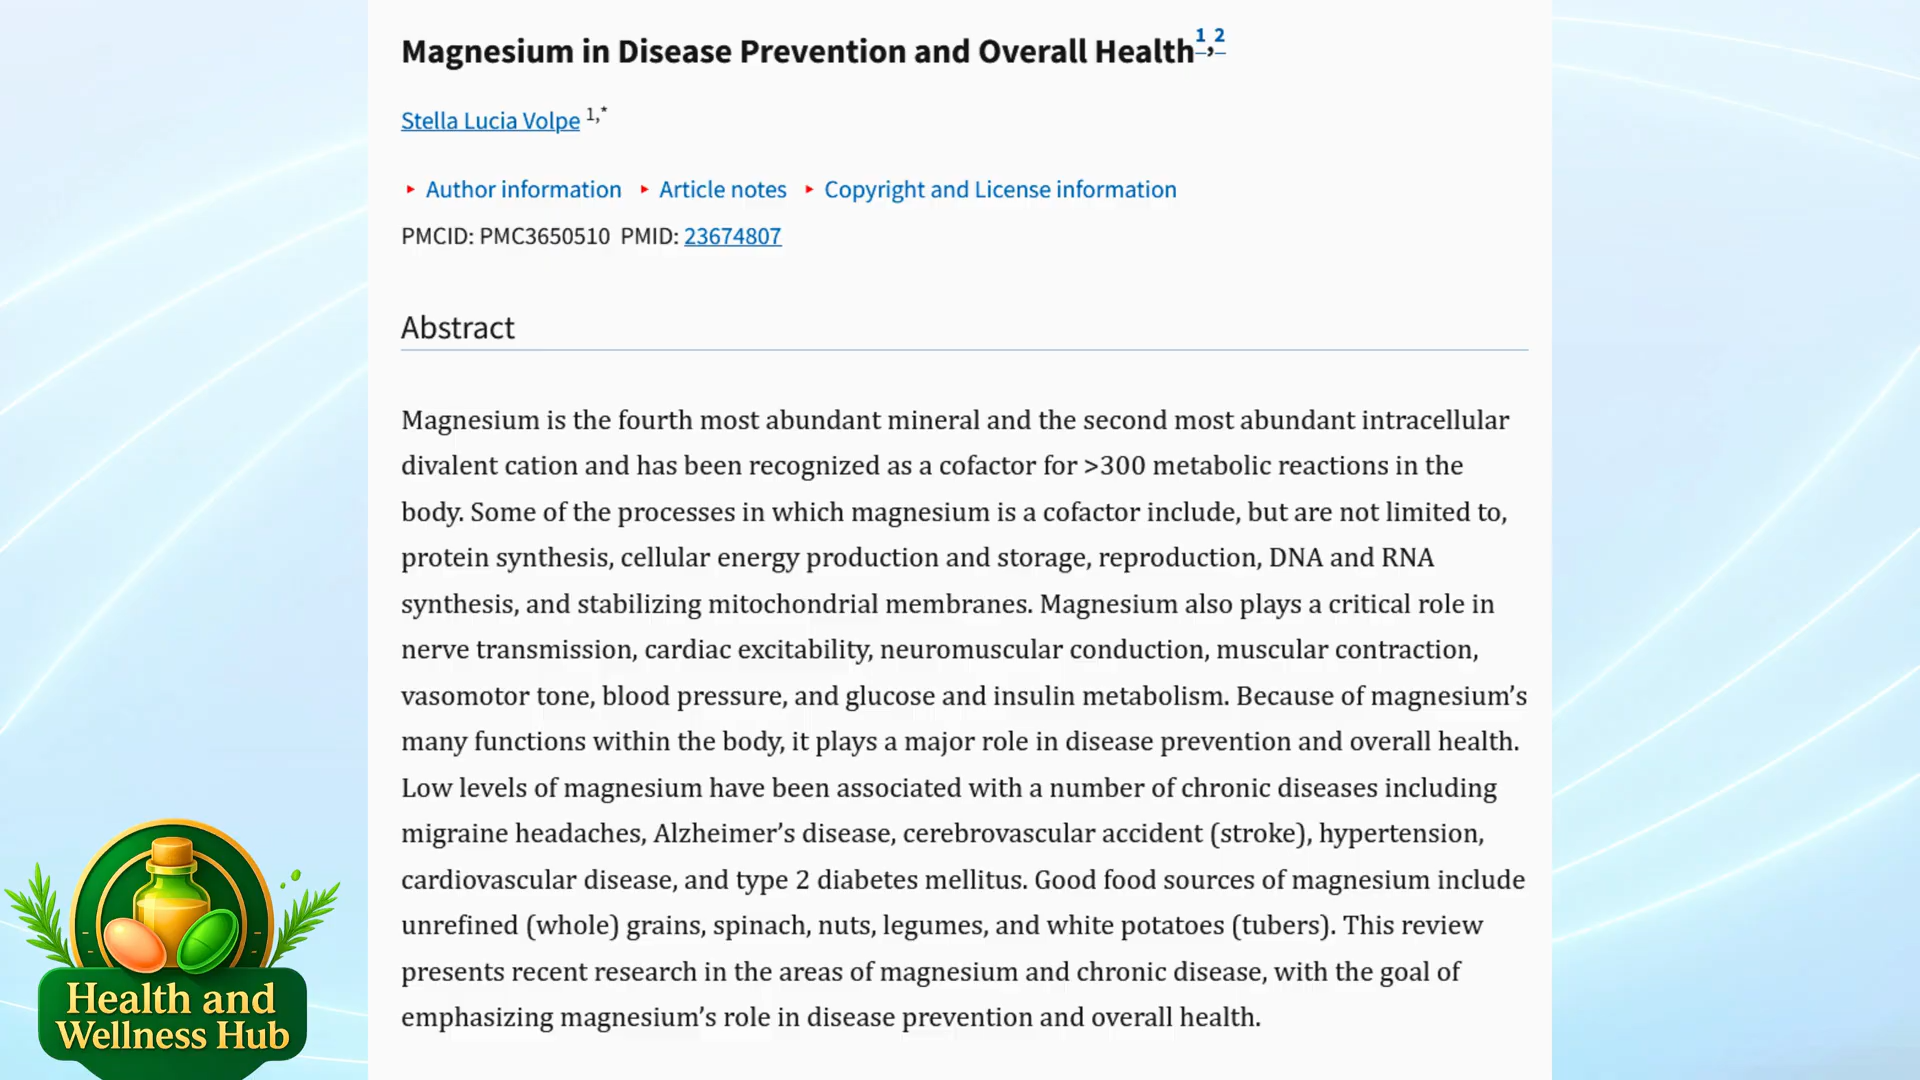 Magnesium in Disease Prevention and Overall Health1,2
Stella Lucia Volpe 1,*
Author information Article notes Copyright and License information
PMCID: PMC3650510 PMID: 23674807
Abstract
Magnesium is the fourth most abundant mineral and the second most abundant intracellular
divalent cation and has been recognized as a cofactor for >300 metabolic reactions in the
body. Some of the processes in which magnesium is a cofactor include, but are not limited to,
protein synthesis, cellular energy production and storage, reproduction, DNA and RNA
synthesis, and stabilizing mitochondrial membranes. Magnesium also plays a critical role in
nerve transmission, cardiac excitability, neuromuscular conduction, muscular contraction,
vasomotor tone, blood pressure, and glucose and insulin metabolism. Because of magnesium’s
many functions within the body, it plays a major role in disease prevention and overall health.
Low levels of magnesium have been associated with a number of chronic diseases including
migraine headaches, Alzheimer’s disease, cerebrovascular accident (stroke), hypertension,
cardiovascular disease, and type 2 diabetes mellitus. Good food sources of magnesium include
unrefined (whole) grains, spinach, nuts, legumes, and white potatoes (tubers). This review
presents recent research in the areas of magnesium and chronic disease, with the goal of
emphasizing magnesium’s role in disease prevention and overall health.
Health and
Wellness Hub